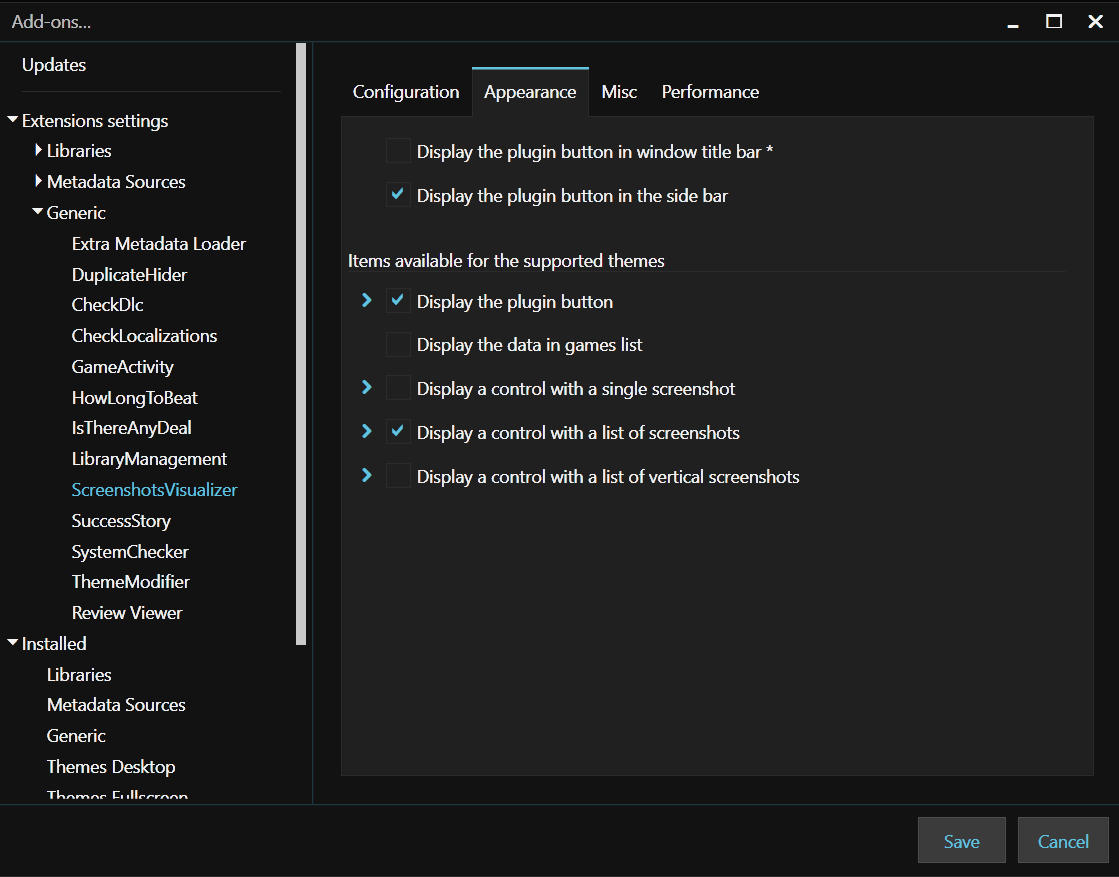 Add-ons...
Updates
Extensions settings
Libraries
Metadata Sources
Generic
Extra Metadata Loader
DuplicateHider
CheckDlc
CheckLocalizations
GameActivity
HowLongToBeat
IsThereAnyDeal
LibraryManagement
ScreenshotsVisualizer
SuccessStory
SystemChecker
ThemeModifier
Review Viewer
Installed
Libraries
Metadata Sources
Generic
Themes Desktop
Themes Fullscreen
Configuration Appearance Misc Performance
Display the plugin button in window title bar *
Display the plugin button in the side bar
Items available for the supported themes
Display the plugin button
Display the data in games list
Display a control with a single screenshot
Display a control with a list of screenshots
Display a control with a list of vertical screenshots
Save Cancel